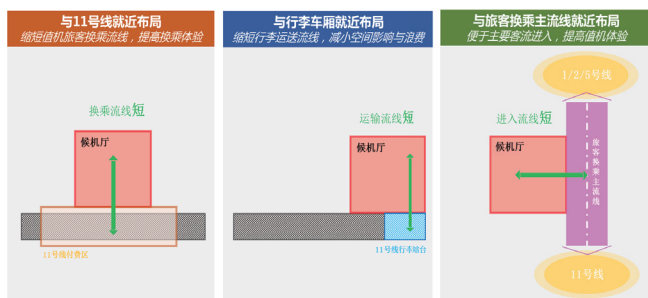 与11号线就近布局
缩短值机旅客换乘流线，提高换乘体验
换乘流线短
候机厅
11号线付费区
与行李车厢就近布局
缩短行李运送流线，减小空间影响与浪费
运输流线短
候机厅
11号线行李站台
与旅客换乘主流线就近布局
便于主要客流进入，提高值机体验
1/2/5号线
进入流线短
候机厅
旅客换乘主流线
11号线